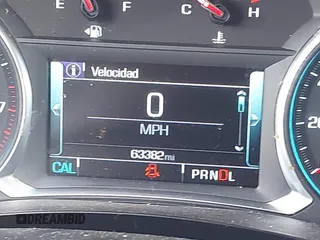 E F C H
i Velocidad
0
MPH
63382 mi
CAL PRNDL
DREAMBID